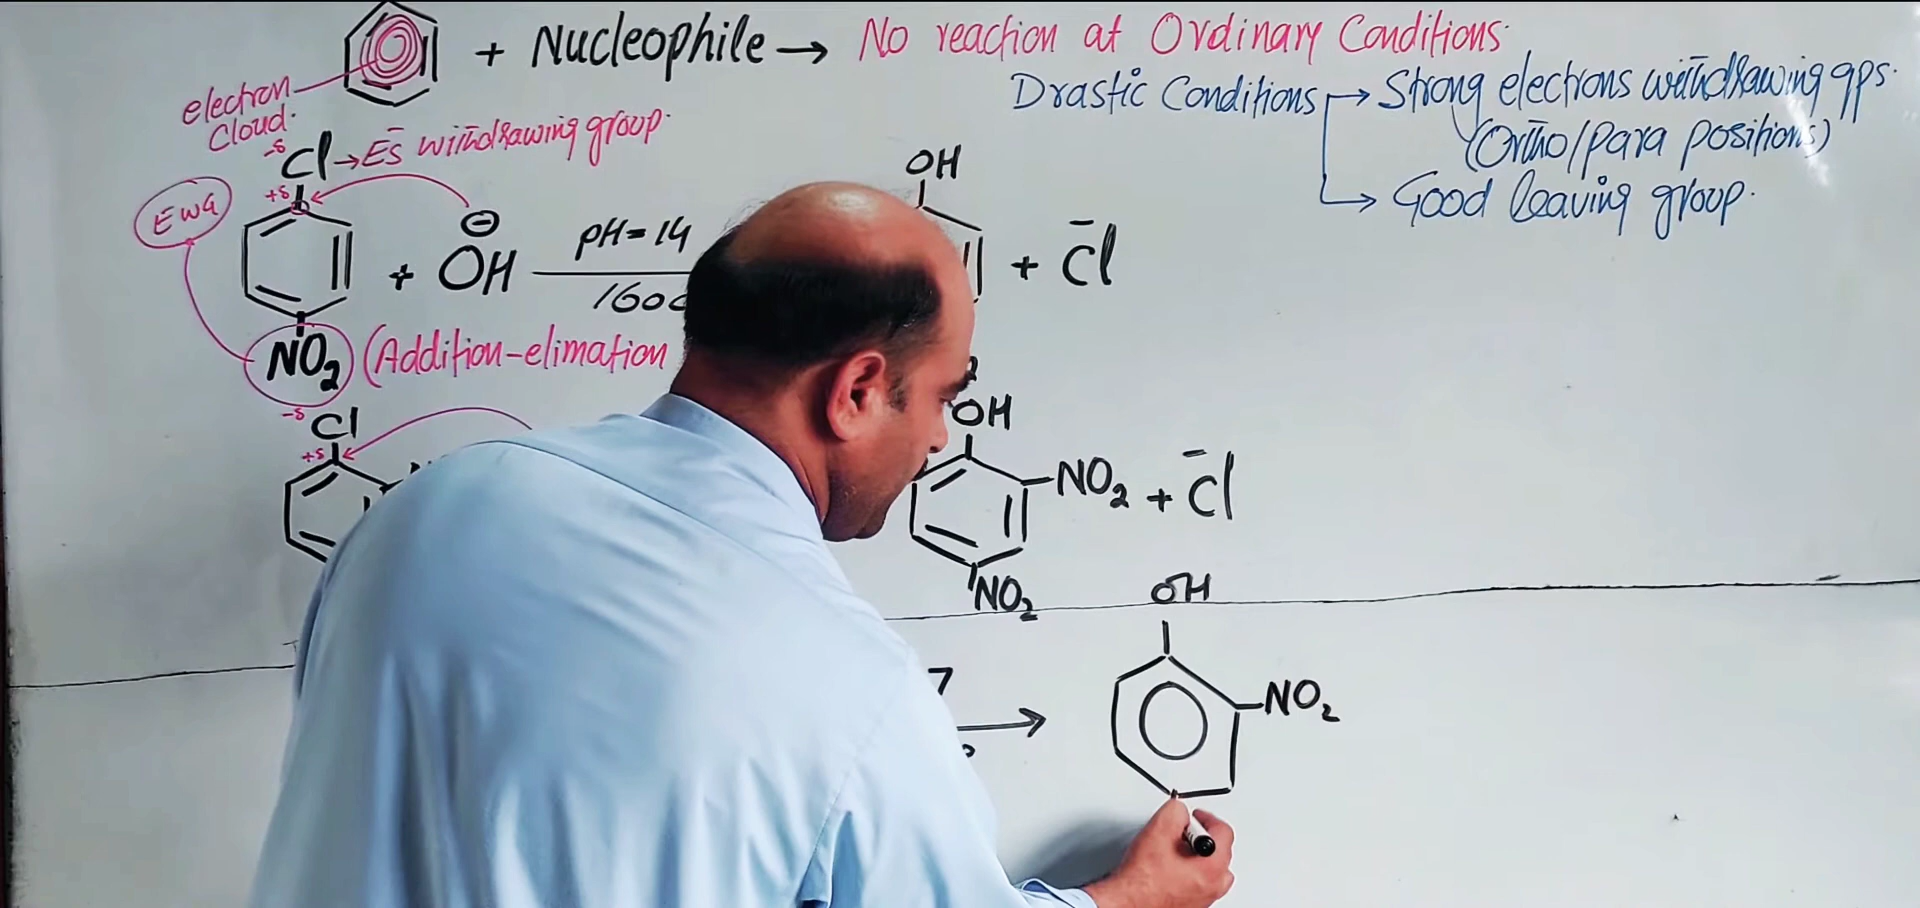 + Nucleophile → No reaction at Ordinary Conditions.
electron cloud.
Drastic Conditions → Strong electrons withdrawing gps.
(Ortho/para positions)
→ Good leaving group.
-δ Cl → Es̄ withdrawing group.
+δ
EWG
OH
+ ⊖OH pH=14 + C̄l
160
NO2 (Addition-elimation
-δ Cl
+δ
OH
NO2 + C̄l
NO2
OH
7
→
NO2